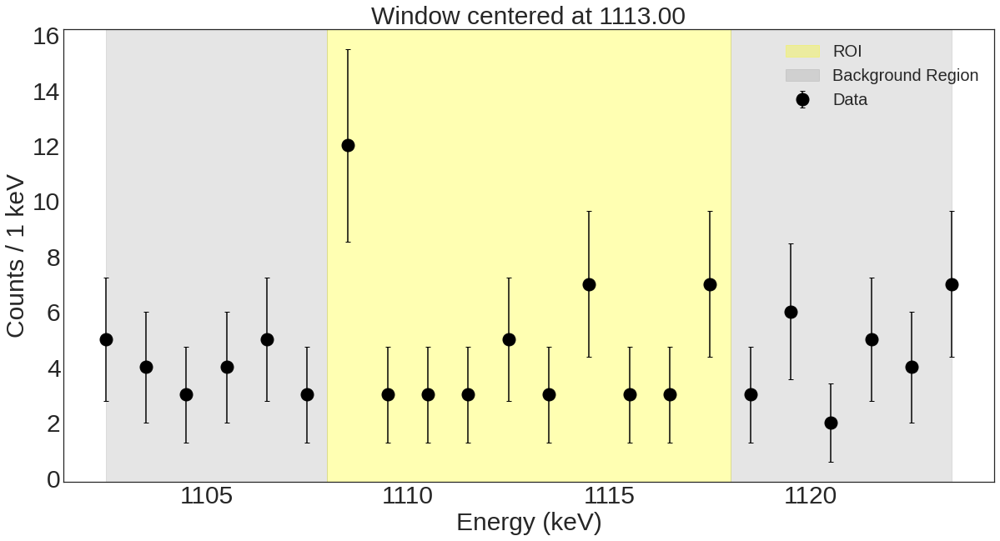 Window centered at 1113.00
ROI
Background Region
Data
16
14
12
10
8
6
4
2
0
Counts / 1 keV
1105 1110 1115 1120
Energy (keV)